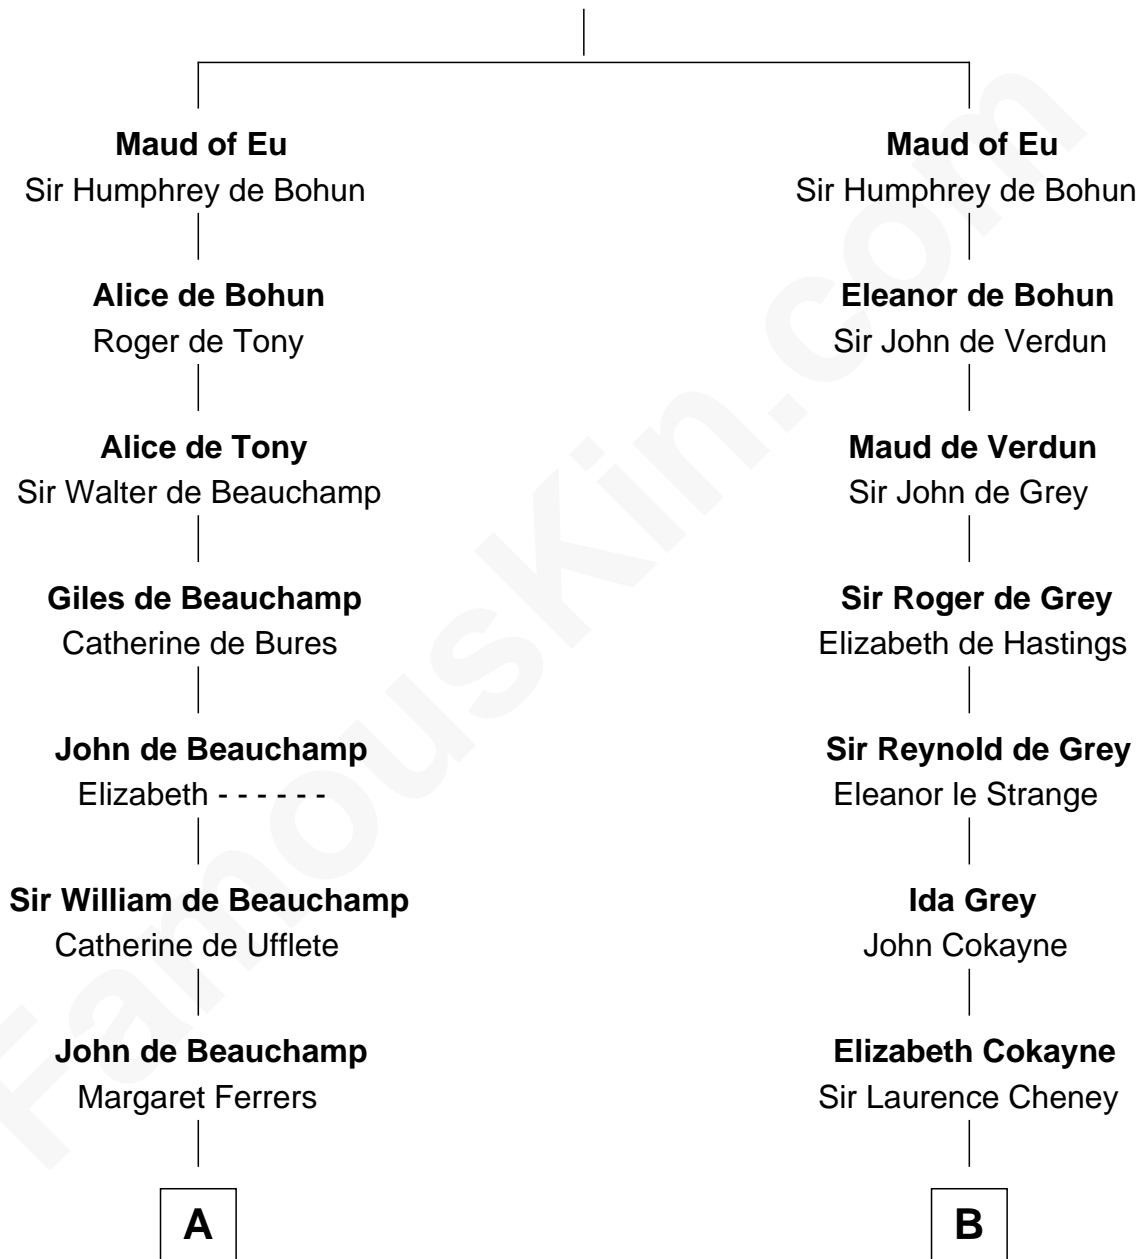 Maud of Eu
Sir Humphrey de Bohun
Alice de Bohun
Roger de Tony
Alice de Tony
Sir Walter de Beauchamp
Giles de Beauchamp
Catherine de Bures
John de Beauchamp
Elizabeth - - - - - -
Sir William de Beauchamp
Catherine de Ufflete
John de Beauchamp
Margaret Ferrers
A
Maud of Eu
Sir Humphrey de Bohun
Eleanor de Bohun
Sir John de Verdun
Maud de Verdun
Sir John de Grey
Sir Roger de Grey
Elizabeth de Hastings
Sir Reynold de Grey
Eleanor le Strange
Ida Grey
John Cokayne
Elizabeth Cokayne
Sir Laurence Cheney
B
FamousKin.com